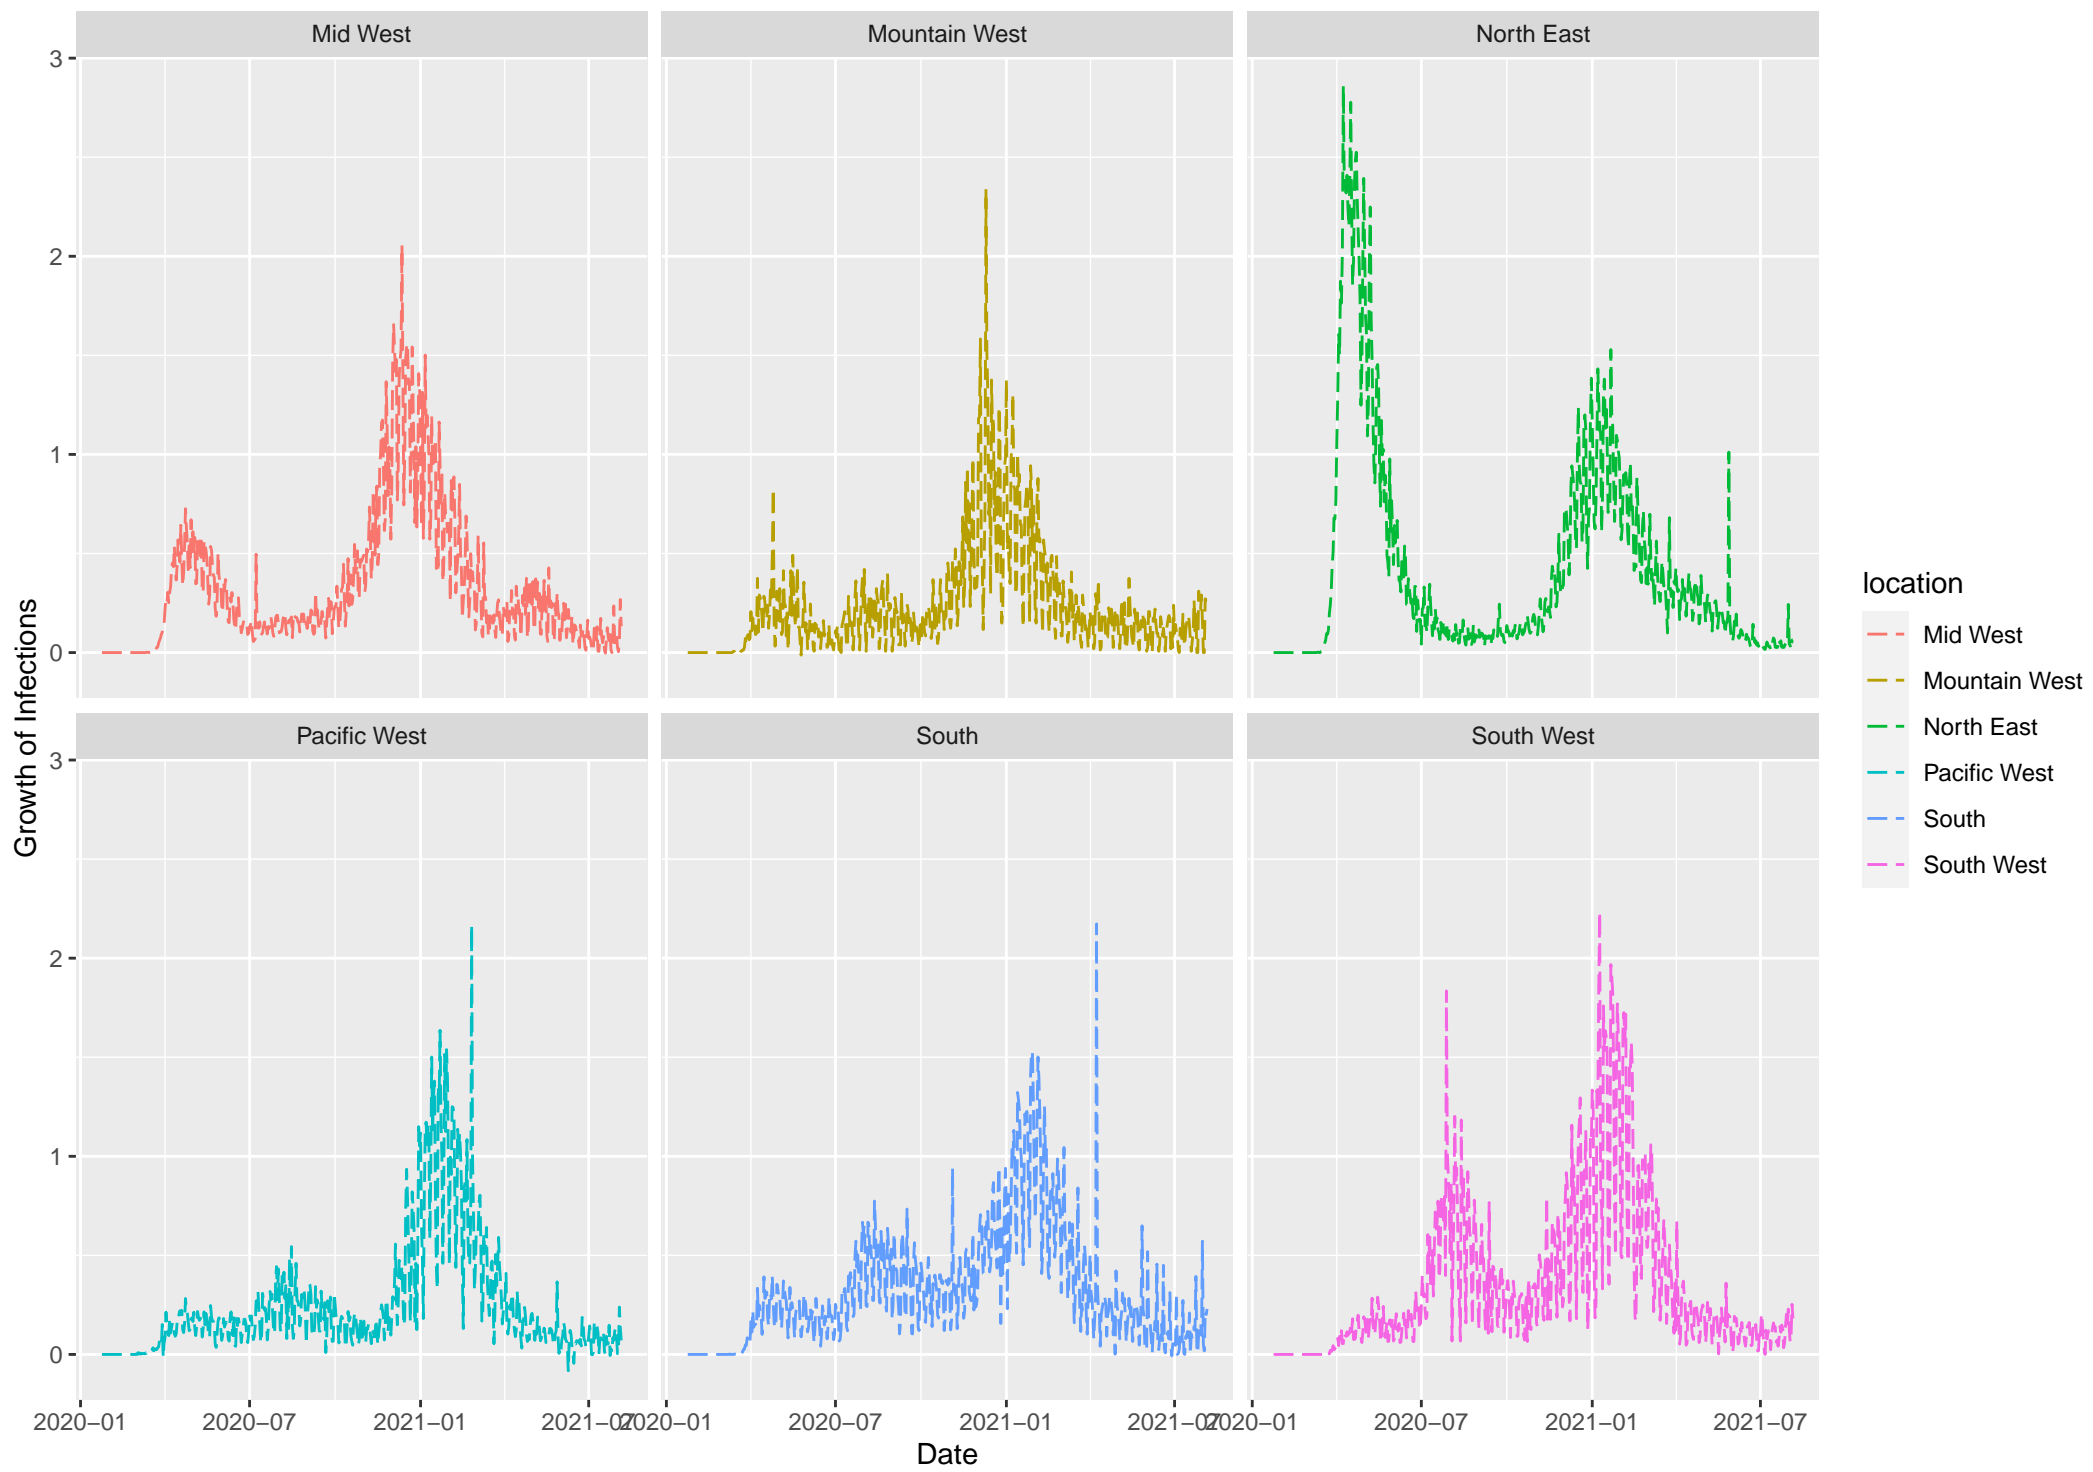 Mid West
Mountain West
North East
3
2
1
0
Pacific West
South
South West
3
2
1
0
Growth of Infections
2020–01
2020–07
2021–01
2021–07
2020–01
2020–07
2021–01
2021–07
2020–01
2020–07
2021–01
2021–07
Date
location
Mid West
Mountain West
North East
Pacific West
South
South West